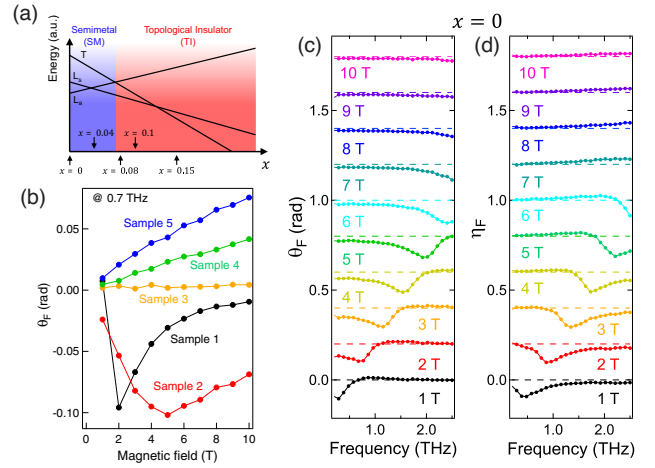 (a)
Energy (a.u.)
Semimetal
(SM)
Topological Insulator
(TI)
T
Ls
La
x = 0.04
x = 0.1
x
x = 0
x = 0.08
x = 0.15
(b)
@ 0.7 THz
Sample 5
Sample 4
Sample 3
Sample 1
Sample 2
0.05
0.00
-0.05
-0.10
θF (rad)
0
2
4
6
8
10
Magnetic field (T)
x = 0
(c)
10 T
9 T
8 T
7 T
6 T
5 T
4 T
3 T
2 T
1 T
1.5
1.0
0.5
0.0
θF (rad)
1.0
2.0
Frequency (THz)
(d)
10 T
9 T
8 T
7 T
6 T
5 T
4 T
3 T
2 T
1 T
1.5
1.0
0.5
0.0
ηF
1.0
2.0
Frequency (THz)